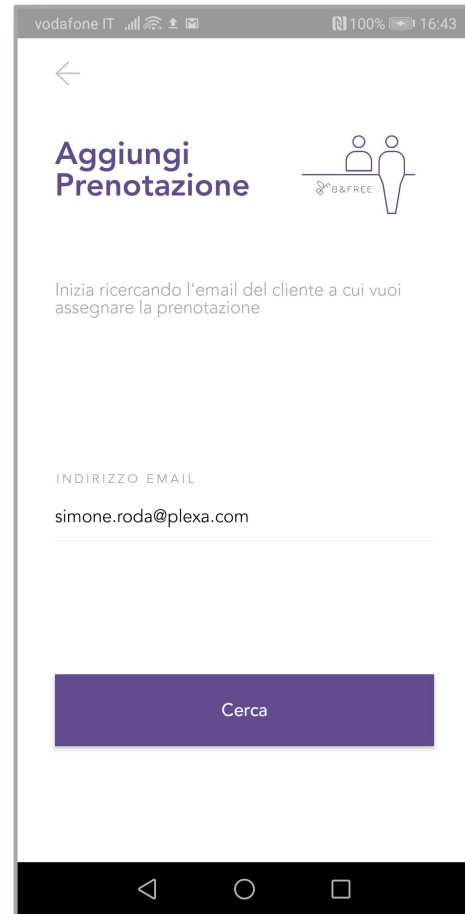 vodafone IT 100% 16:43
Aggiungi
Prenotazione
B&FREE
Inizia ricercando l'email del cliente a cui vuoi
assegnare la prenotazione
INDIRIZZO EMAIL
simone.roda@plexa.com
Cerca